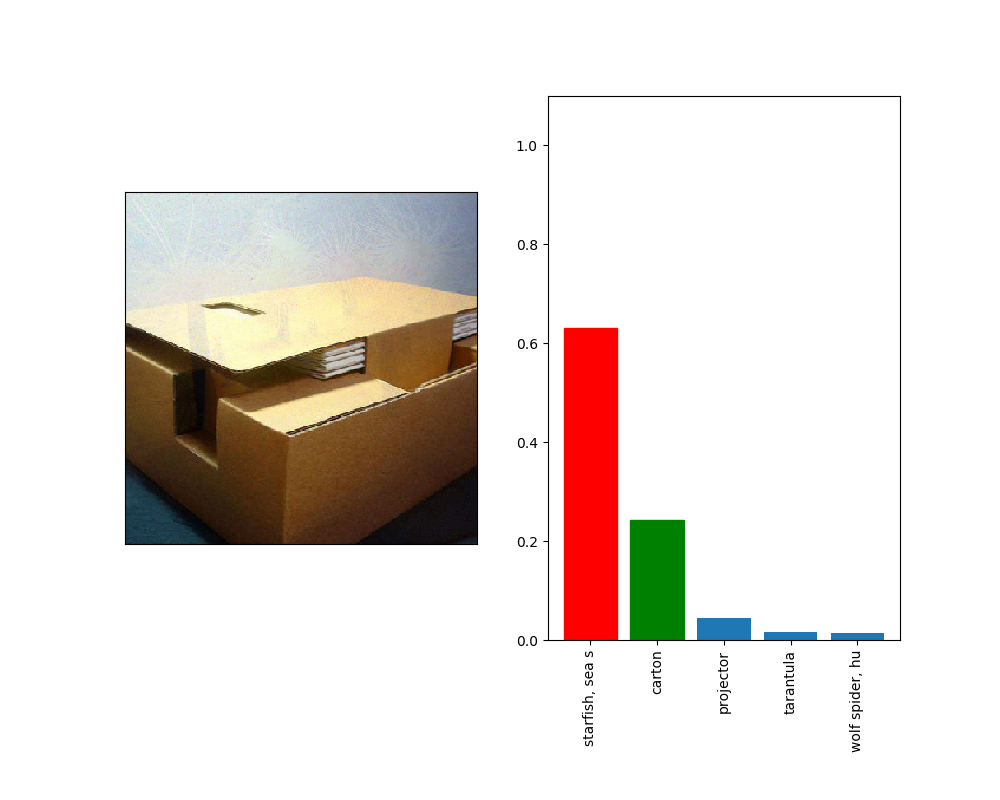 1.0
0.8
0.6
0.4
0.2
0.0
starfish, sea s
carton
projector
tarantula
wolf spider, hu